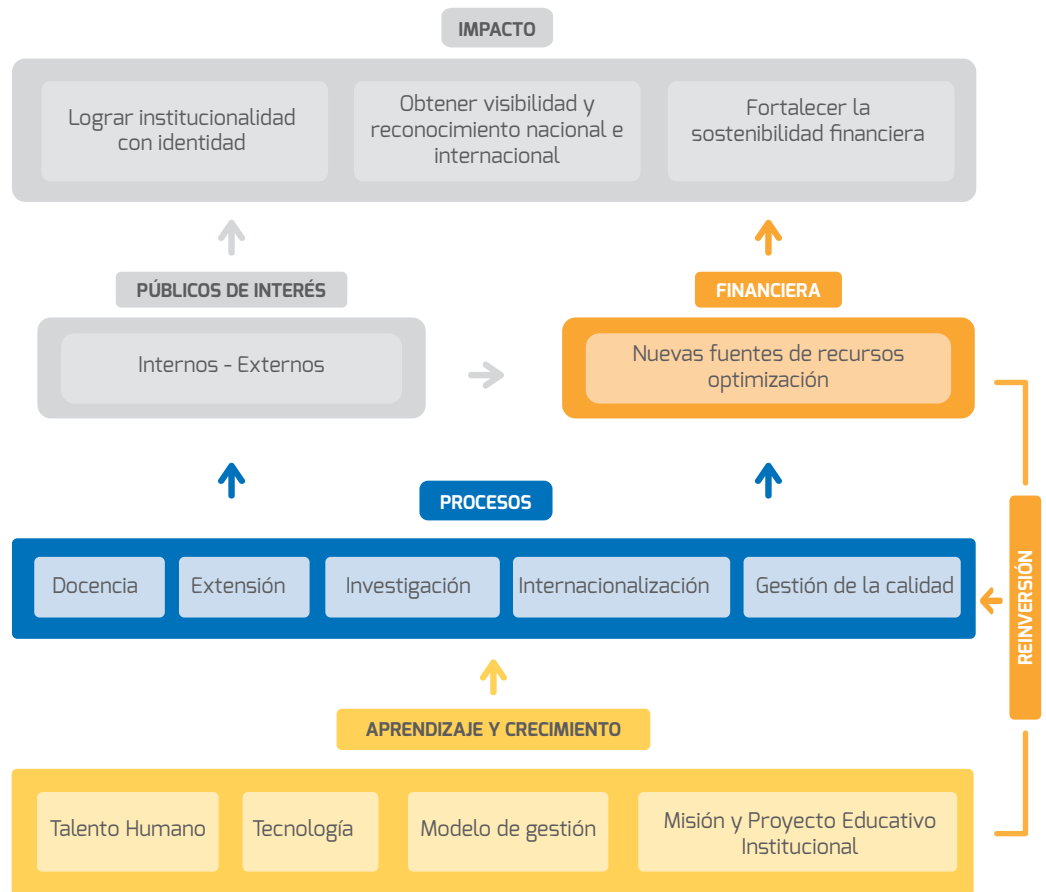 IMPACTO
Lograr institucionalidad
con identidad
Obtener visibilidad y
reconocimiento nacional e
internacional
Fortalecer la
sostenibilidad financiera
PÚBLICOS DE INTERÉS
Internos - Externos
FINANCIERA
Nuevas fuentes de recursos
optimización
PROCESOS
Docencia
Extensión
Investigación
Internacionalización
Gestión de la calidad
REINVERSIÓN
APRENDIZAJE Y CRECIMIENTO
Talento Humano
Tecnología
Modelo de gestión
Misión y Proyecto Educativo
Institucional